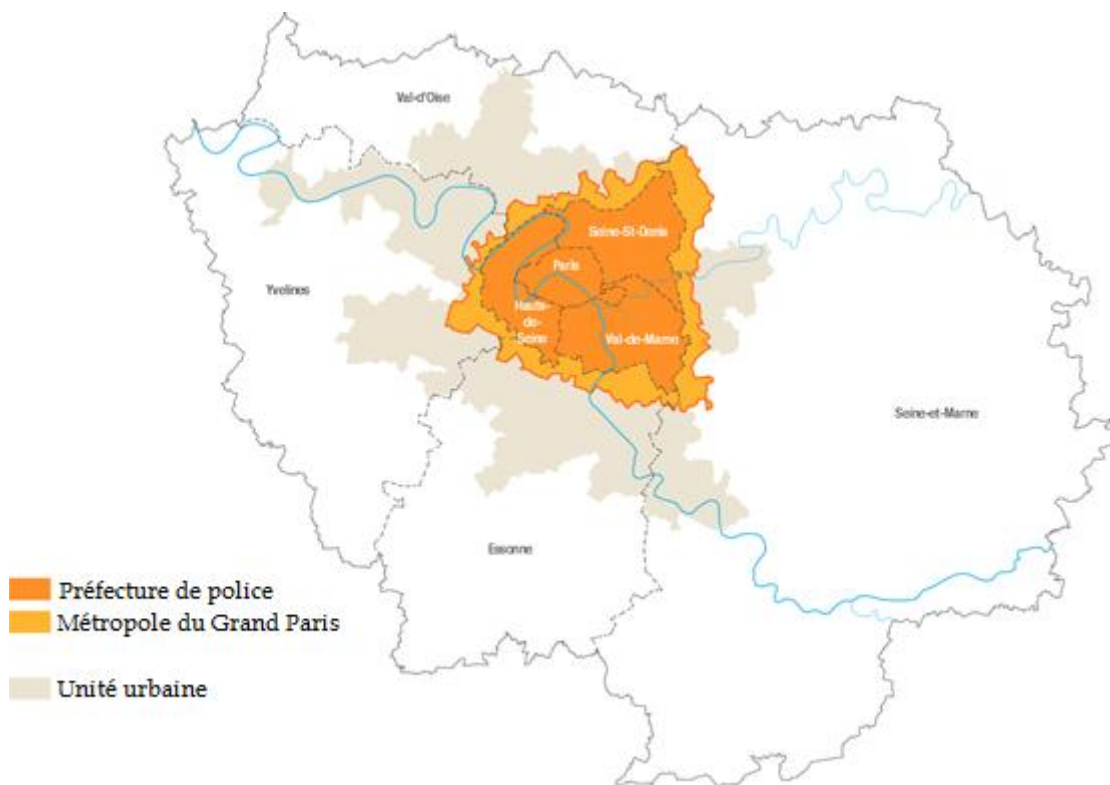 Val-d'Oise
Seine-St-Denis
Paris
Yvelines
Hauts-
de-
Seine
Val-de-Marne
Seine-et-Marne
Essonne
Préfecture de police
Métropole du Grand Paris
Unité urbaine